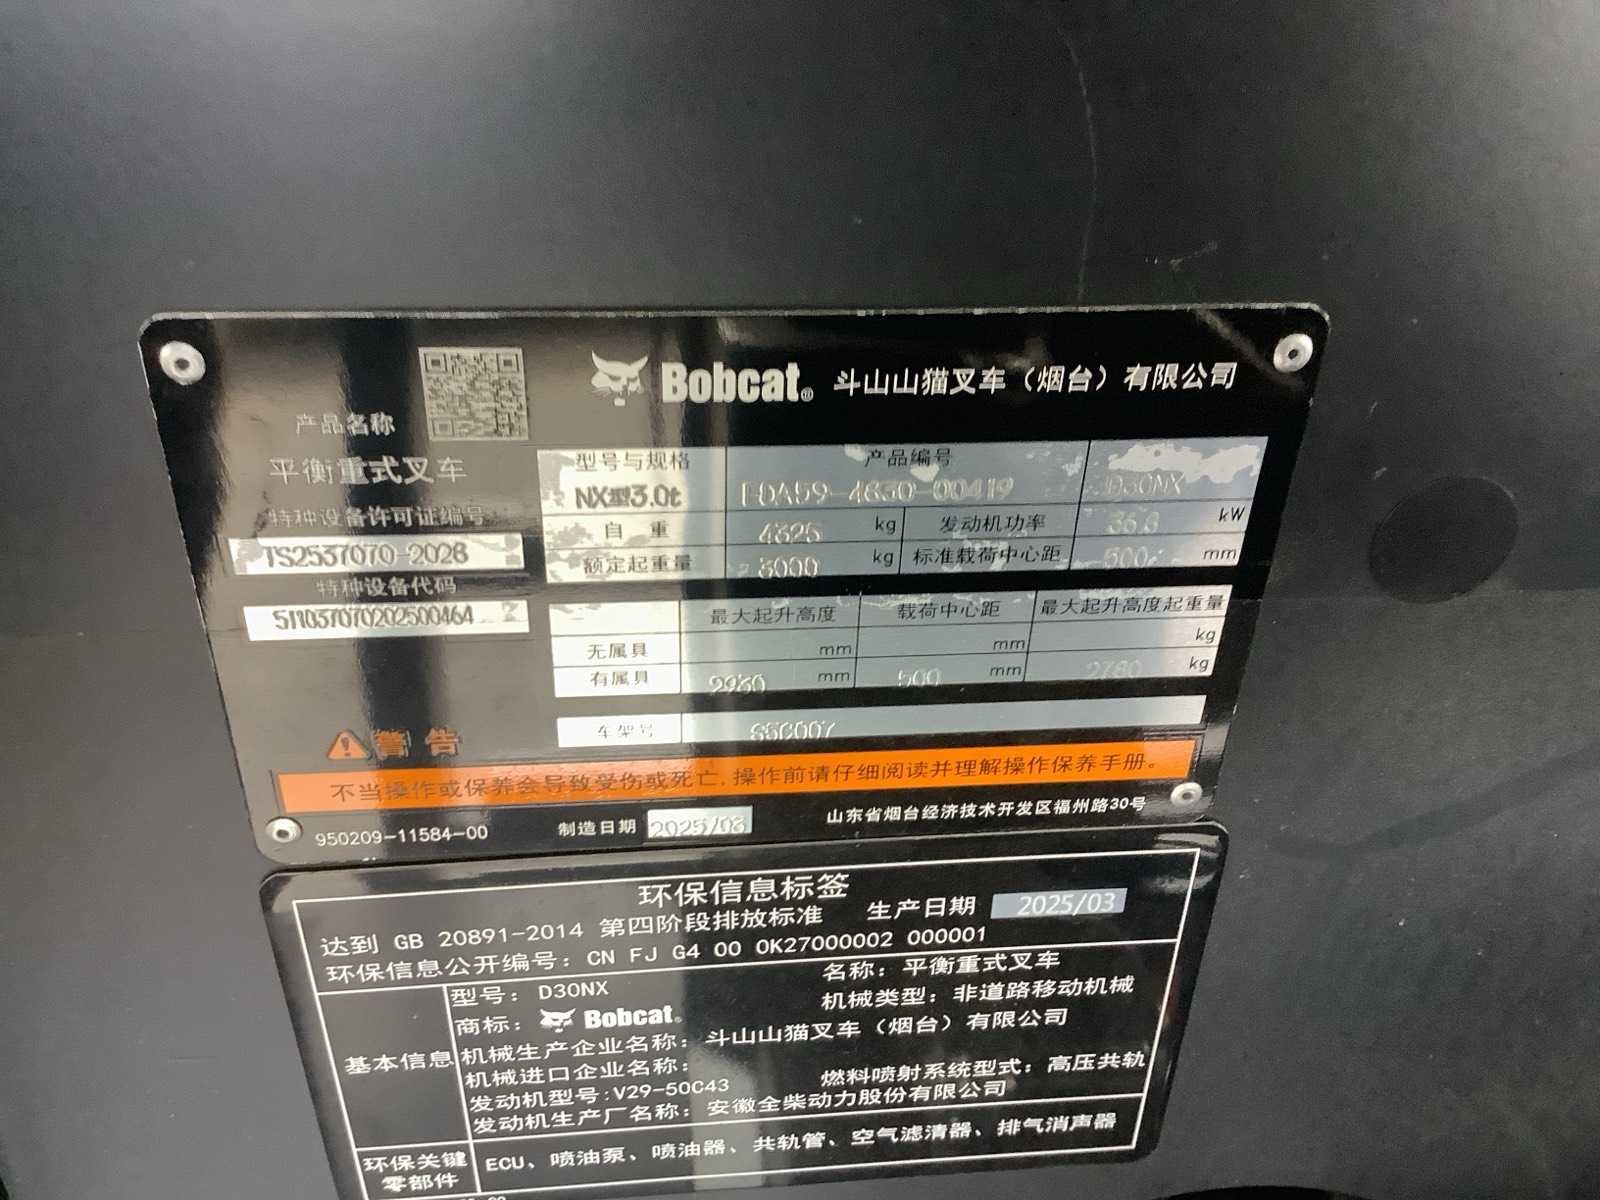 Bobcat® 斗山山猫叉车（烟台）有限公司
产品名称
平衡重式叉车
特种设备许可证编号
TS2537070-2028
特种设备代码
511037070202500464
型号与规格 产品编号
NX型3.0t FDA59-4630-00419 D30NX
自 重 4325 kg 发动机功率 36.8 kW
额定起重量 3000 kg 标准载荷中心距 500 mm
最大起升高度 载荷中心距 最大起升高度起重量
无属具 mm mm kg
有属具 2930 mm 500 mm 2780 kg
车架号
警 告
不当操作或保养会导致受伤或死亡,操作前请仔细阅读并理解操作保养手册。
950209-11584-00 制造日期 2025/03 山东省烟台经济技术开发区福州路30号
环保信息标签
达到 GB 20891-2014 第四阶段排放标准 生产日期 2025/03
环保信息公开编号：CN FJ G4 00 0K27000002 000001
基本信息
型号：D30NX 名称：平衡重式叉车
商标：Bobcat. 机械类型：非道路移动机械
机械生产企业名称：斗山山猫叉车（烟台）有限公司
机械进口企业名称：
发动机型号:V29-50C43 燃料喷射系统型式：高压共轨
发动机生产厂名称：安徽全柴动力股份有限公司
环保关键
零部件
ECU、喷油泵、喷油器、共轨管、空气滤清器、排气消声器